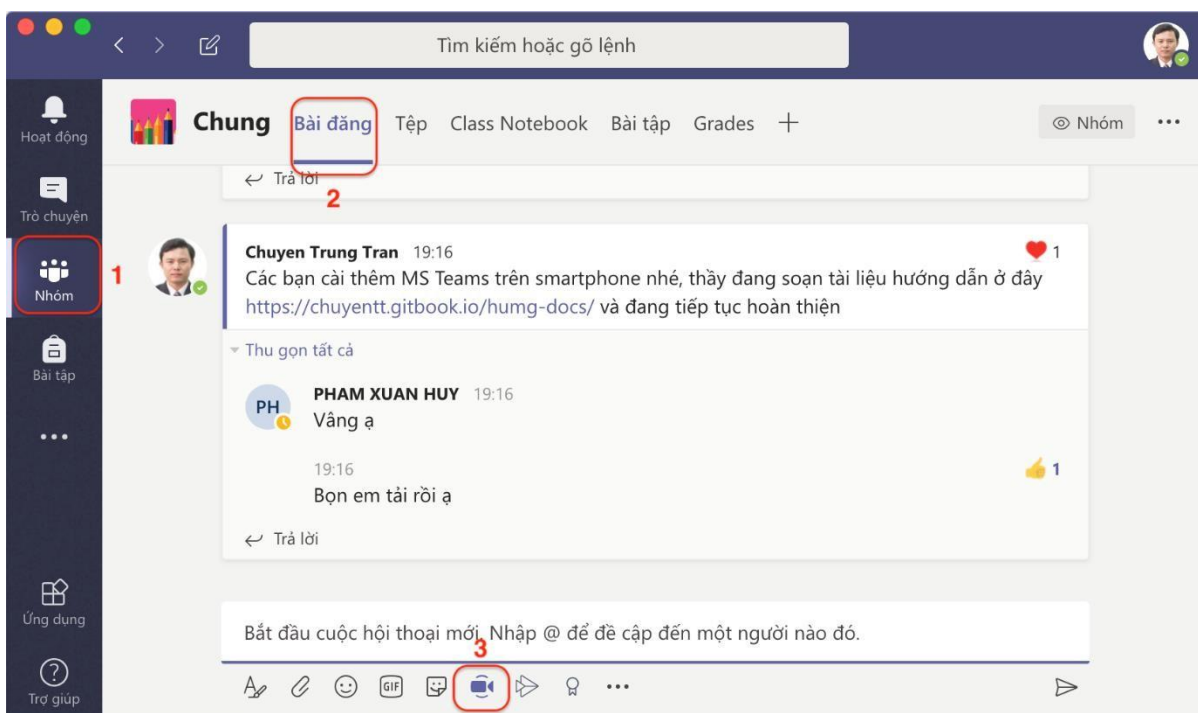 Tìm kiếm hoặc gõ lệnh
Hoạt động
Chung Bài đăng Tệp Class Notebook Bài tập Grades Nhóm
2
Trả lời
Trò chuyện
1
Nhóm
Chuyen Trung Tran 19:16 1
Các bạn cài thêm MS Teams trên smartphone nhé, thầy đang soạn tài liệu hướng dẫn ở đây
https://chuyentt.gitbook.io/humg-docs/ và đang tiếp tục hoàn thiện
Bài tập
Thu gọn tất cả
PH
PHAM XUAN HUY 19:16
Vâng ạ
19:16 1
Bọn em tải rồi ạ
Trả lời
Ứng dụng
Bắt đầu cuộc hội thoại mới. Nhập @ để đề cập đến một người nào đó.
3
GIF
Trợ giúp